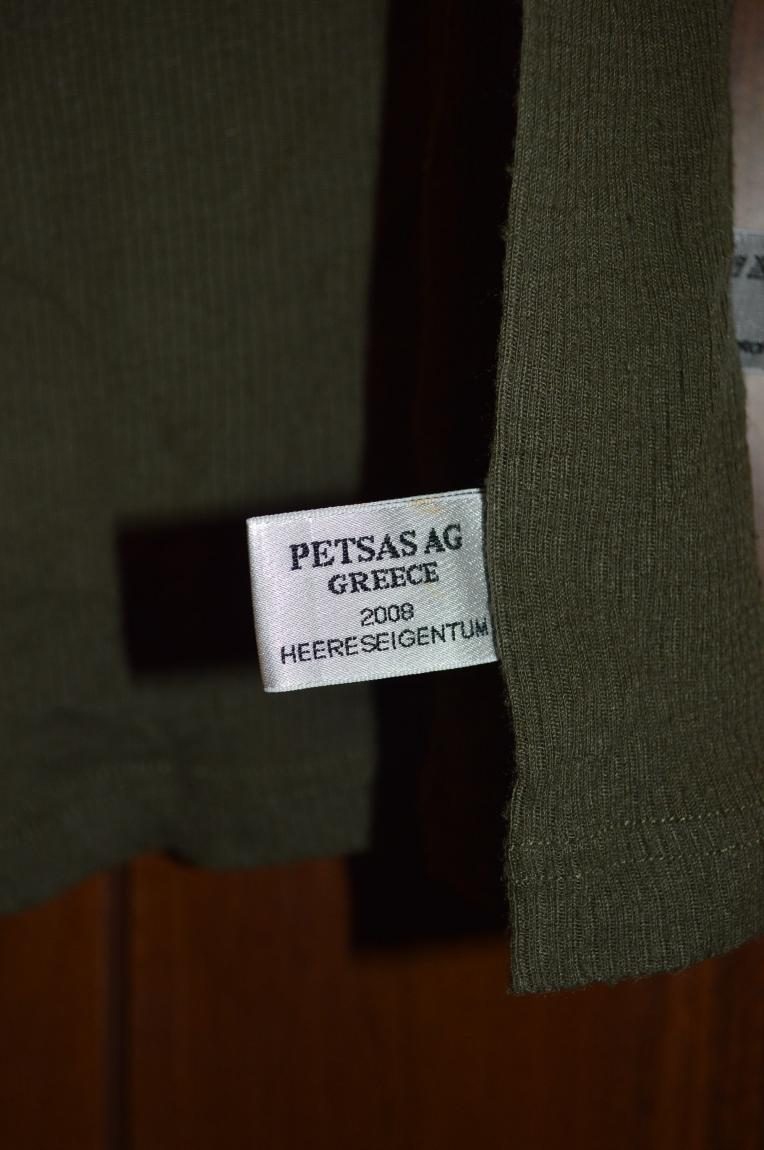 PETSAS AG
GREECE
2008
HEERESEIGENTUM